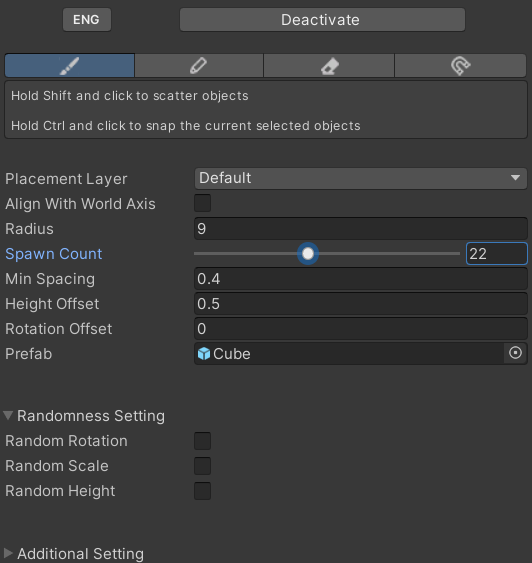 ENG
Deactivate
Hold Shift and click to scatter objects
Hold Ctrl and click to snap the current selected objects
Placement Layer Default
Align With World Axis
Radius 9
Spawn Count 22
Min Spacing 0.4
Height Offset 0.5
Rotation Offset 0
Prefab Cube
Randomness Setting
Random Rotation
Random Scale
Random Height
Additional Setting